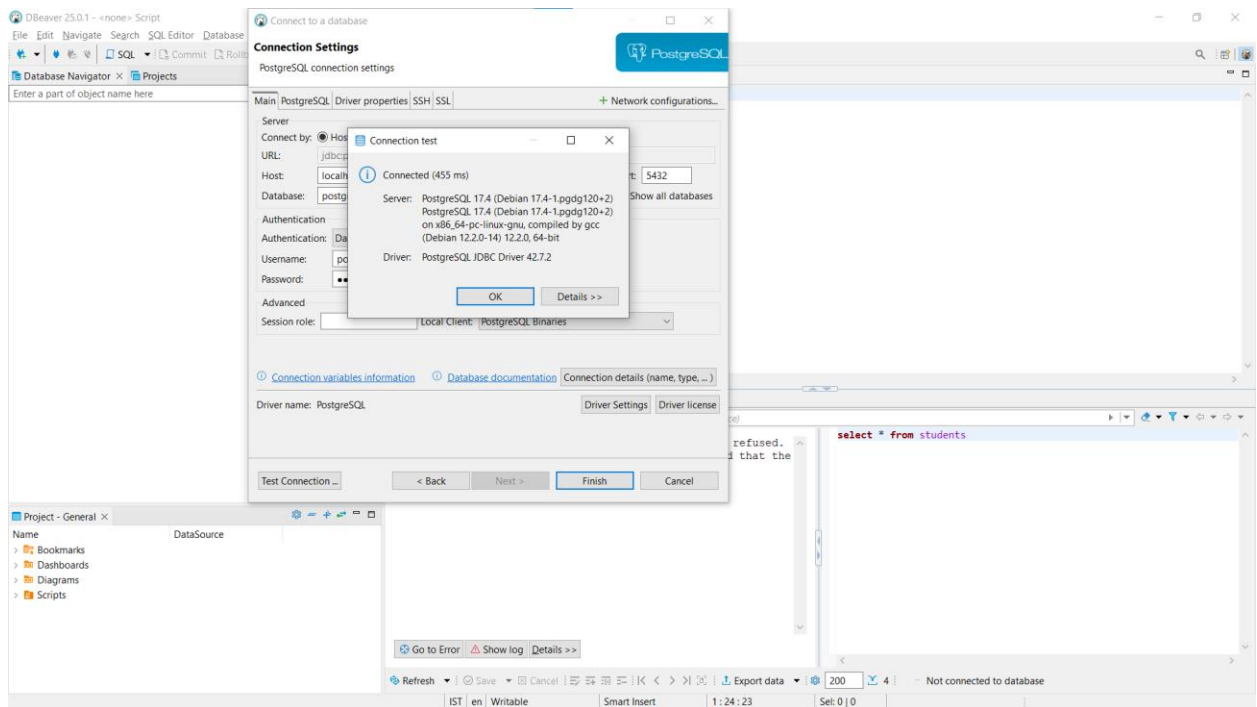 DBeaver 25.0.1 - <none> Script
File Edit Navigate Search SQL Editor Database
SQL Commit
Database Navigator Projects
Enter a part of object name here
Connect to a database
Connection Settings
PostgreSQL connection settings
PostgreSQL
Main PostgreSQL Driver properties SSH SSL + Network configurations...
Server
Connect by:
URL:
Host: 5432
Database: Show all databases
Authentication
Authentication:
Username:
Password:
Advanced
Session role: Local Client: PostgreSQL Binaries
Connection test
Connected (455 ms)
Server: PostgreSQL 17.4 (Debian 17.4-1.pgdg120+2)
PostgreSQL 17.4 (Debian 17.4-1.pgdg120+2)
on x86_64-pc-linux-gnu, compiled by gcc
(Debian 12.2.0-14) 12.2.0, 64-bit
Driver: PostgreSQL JDBC Driver 42.7.2
OK Details >>
Connection variables information Database documentation Connection details (name, type, ... )
Driver name: PostgreSQL Driver Settings Driver license
Test Connection ... < Back Next > Finish Cancel
refused.
that the
select * from students
Project - General
Name DataSource
Bookmarks
Dashboards
Diagrams
Scripts
Go to Error Show log Details >>
Refresh Save Cancel Export data 200 4 Not connected to database
IST en Writable Smart Insert 1 : 24 : 23 Sel: 0 | 0